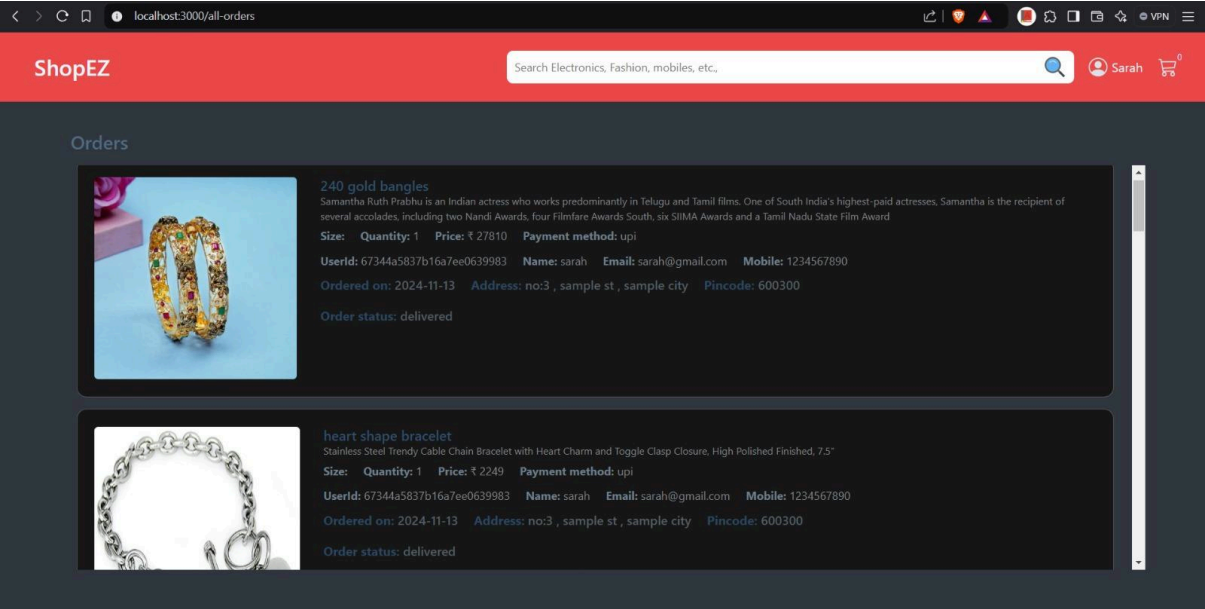 localhost:3000/all-orders
VPN
ShopEZ
Search Electronics, Fashion, mobiles, etc.,
Sarah
0
Orders
240 gold bangles
Samantha Ruth Prabhu is an Indian actress who works predominantly in Telugu and Tamil films. One of South India's highest-paid actresses, Samantha is the recipient of
several accolades, including two Nandi Awards, four Filmfare Awards South, six SIIMA Awards and a Tamil Nadu State Film Award
Size: Quantity: 1 Price: ₹ 27810 Payment method: upi
UserId: 67344a5837b16a7ee0639983 Name: sarah Email: sarah@gmail.com Mobile: 1234567890
Ordered on: 2024-11-13 Address: no:3 , sample st , sample city Pincode: 600300
Order status: delivered
heart shape bracelet
Stainless Steel Trendy Cable Chain Bracelet with Heart Charm and Toggle Clasp Closure, High Polished Finished, 7.5"
Size: Quantity: 1 Price: ₹ 2249 Payment method: upi
UserId: 67344a5837b16a7ee0639983 Name: sarah Email: sarah@gmail.com Mobile: 1234567890
Ordered on: 2024-11-13 Address: no:3 , sample st , sample city Pincode: 600300
Order status: delivered